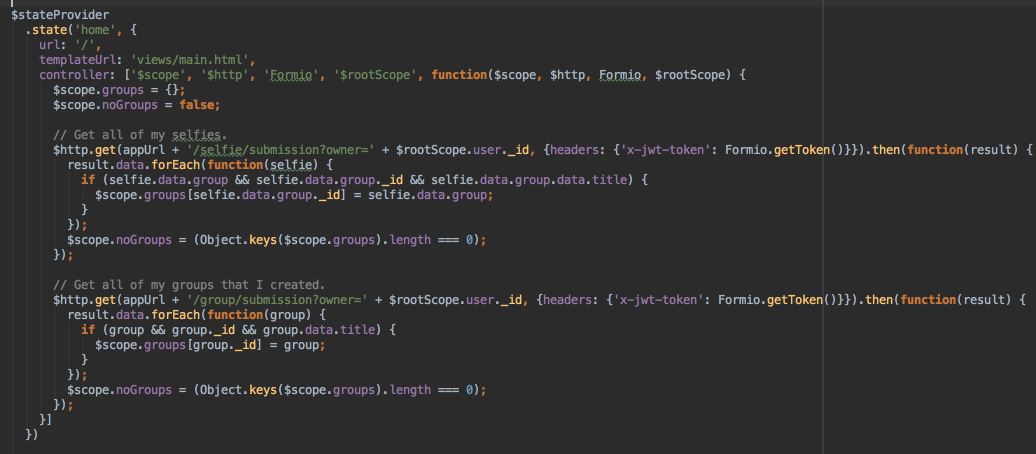 $stateProvider
.state('home', {
url: '/',
templateUrl: 'views/main.html',
controller: ['$scope', '$http', 'Formio', '$rootScope', function($scope, $http, Formio, $rootScope) {
$scope.groups = {};
$scope.noGroups = false;
// Get all of my selfies.
$http.get(appUrl + '/selfie/submission?owner=' + $rootScope.user._id, {headers: {'x-jwt-token': Formio.getToken()}}).then(function(result) {
result.data.forEach(function(selfie) {
if (selfie.data.group && selfie.data.group._id && selfie.data.group.data.title) {
$scope.groups[selfie.data.group._id] = selfie.data.group;
}
});
$scope.noGroups = (Object.keys($scope.groups).length === 0);
});
// Get all of my groups that I created.
$http.get(appUrl + '/group/submission?owner=' + $rootScope.user._id, {headers: {'x-jwt-token': Formio.getToken()}}).then(function(result) {
result.data.forEach(function(group) {
if (group && group._id && group.data.title) {
$scope.groups[group._id] = group;
}
});
$scope.noGroups = (Object.keys($scope.groups).length === 0);
});
}]
})